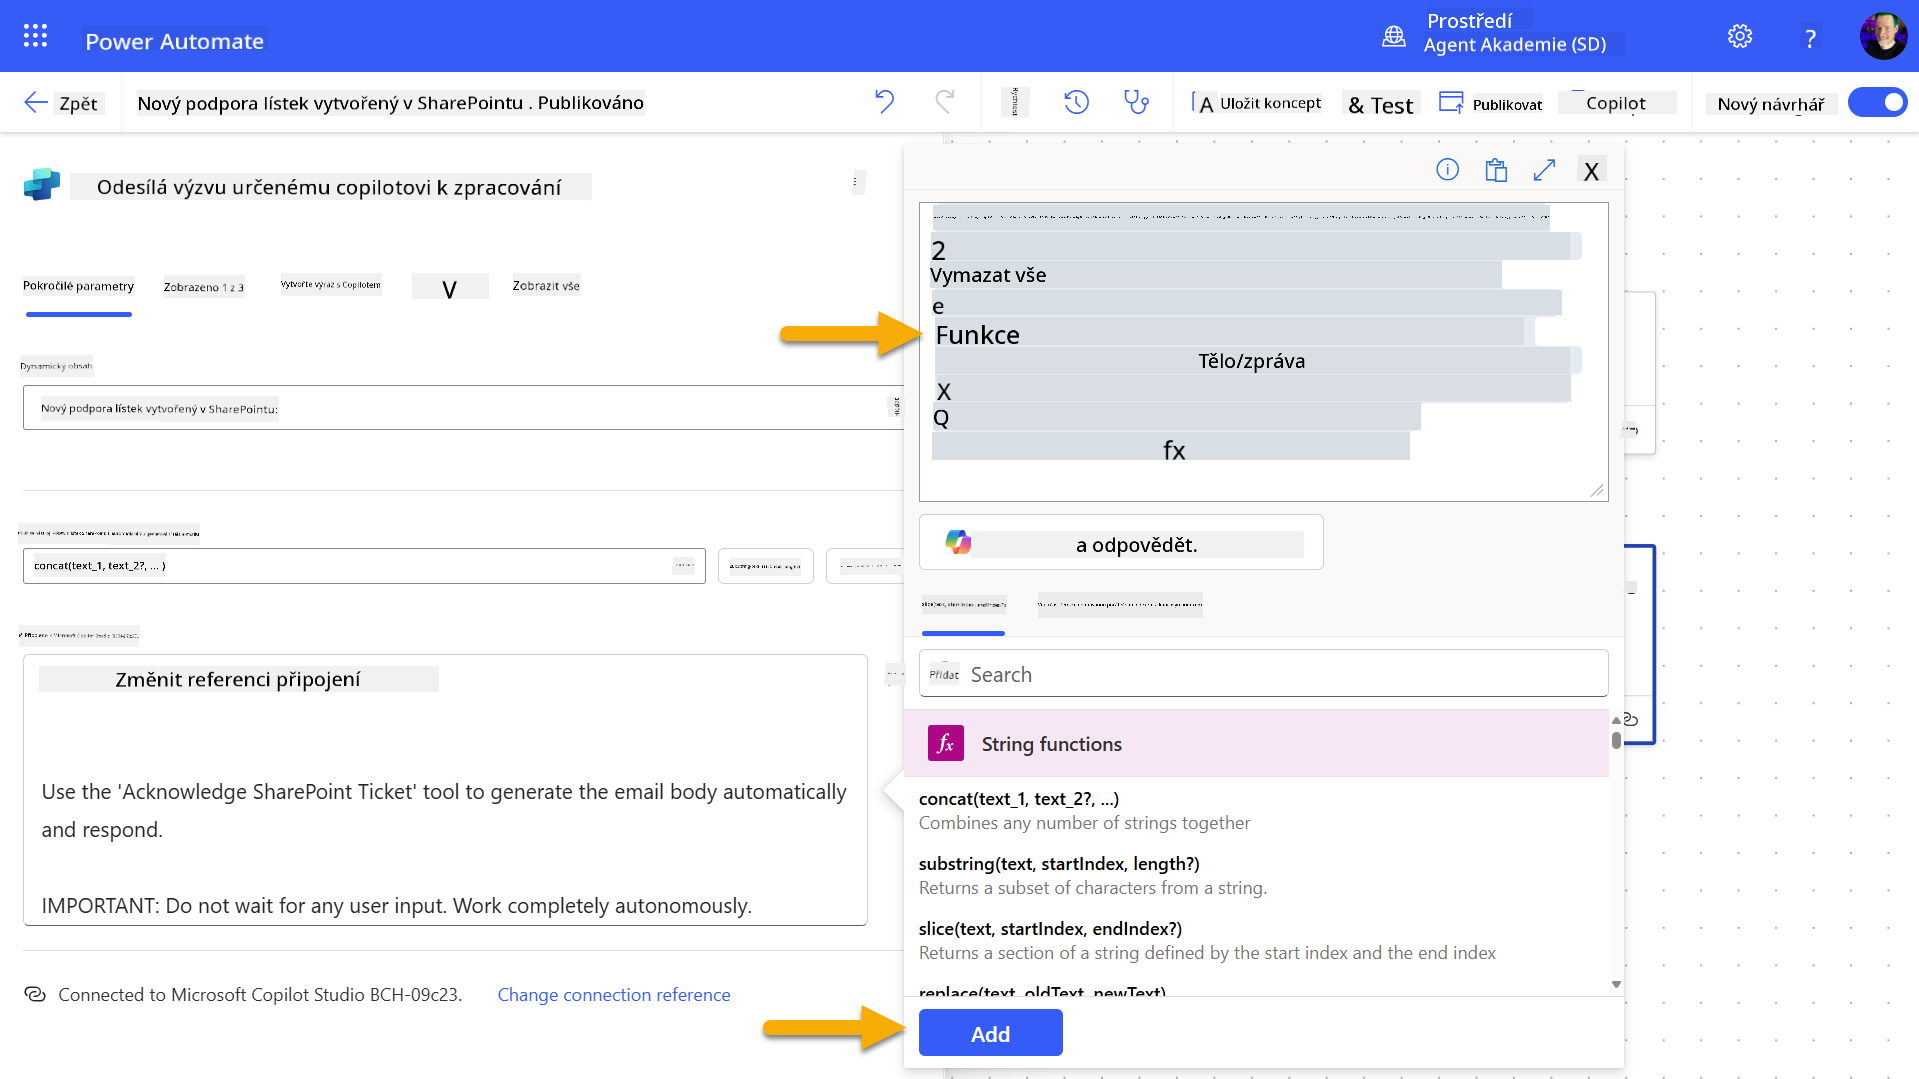 Power Automate
Prostředí
Agent Akademie (SD)
?
Zpět
Nový podpora lístek vytvořený v SharePointu . Publikováno
A Uložit koncept
& Test
Publikovat
Copilot
Nový návrhář
Odesílá výzvu určenému copilotovi k zpracování
X
Pokročilé parametry
Zobrazeno 1 z 3
Vytvořte výraz s Copilotem
V
Zobrazit vše
2
Vymazat vše
e
Funkce
Tělo/zpráva
X
Q
fx
Dynamický obsah
Nový podpora lístek vytvořený v SharePointu:
a odpovědět.
concat(text_1, text_2?, ... )
slice(text, startIndex, endIndex?)
Změnit referenci připojení
Přidat
Search
fx
String functions
Use the 'Acknowledge SharePoint Ticket' tool to generate the email body automatically
and respond.
IMPORTANT: Do not wait for any user input. Work completely autonomously.
concat(text_1, text_2?, ...)
Combines any number of strings together
substring(text, startIndex, length?)
Returns a subset of characters from a string.
slice(text, startIndex, endIndex?)
Returns a section of a string defined by the start index and the end index
replace(text, oldText, newText)
Connected to Microsoft Copilot Studio BCH-09c23.
Change connection reference
Add